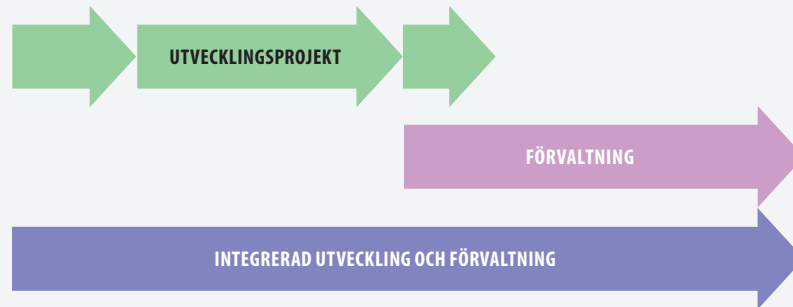 UTVECKLINGSPROJEKT
FÖRVALTNING
INTEGRERAD UTVECKLING OCH FÖRVALTNING